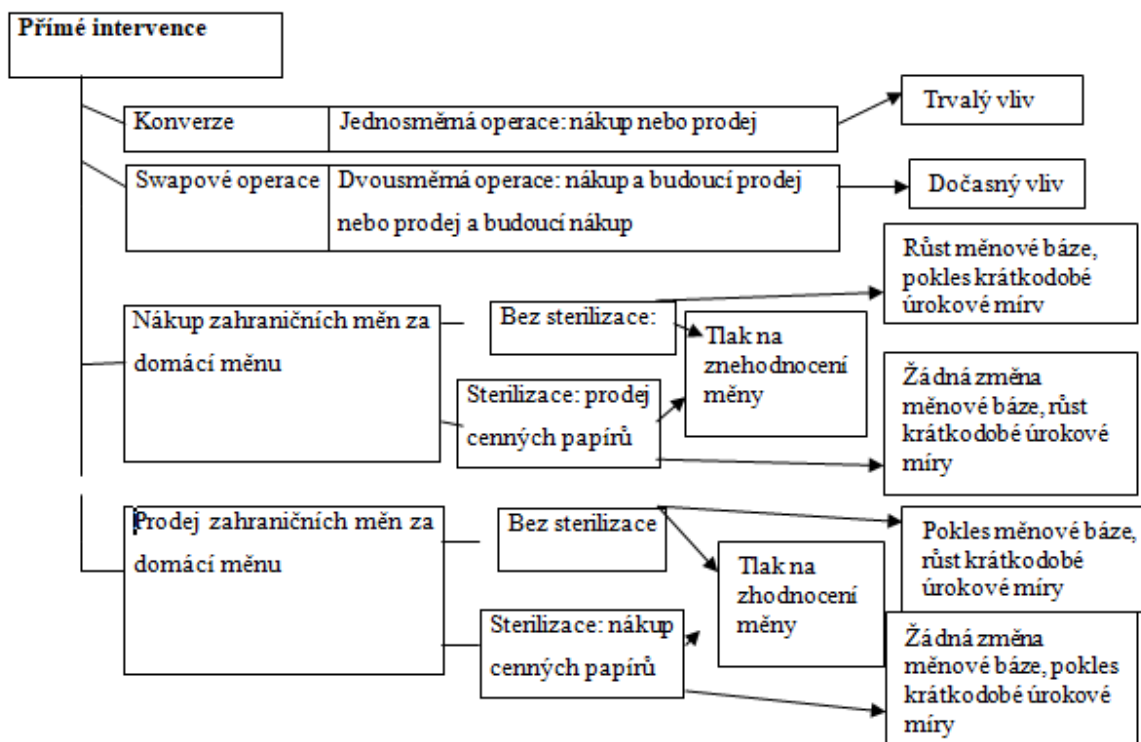 Přímé intervence
Konverze
Jednosměrná operace: nákup nebo prodej
Trvalý vliv
Swapové operace
Dvousměrná operace: nákup a budoucí prodej
nebo prodej a budoucí nákup
Dočasný vliv
Nákup zahraničních měn za
domácí měnu
Bez sterilizace:
Sterilizace: prodej
cenných papírů
Tlak na
znehodnocení
měny
Růst měnové báze,
pokles krátkodobé
úrokové míry
Žádná změna
měnové báze, růst
krátkodobé úrokové
míry
Prodej zahraničních měn za
domácí měnu
Bez sterilizace
Sterilizace: nákup
cenných papírů
Tlak na
zhodnocení
měny
Pokles měnové báze,
růst krátkodobé
úrokové míry
Žádná změna
měnové báze, pokles
krátkodobé úrokové
míry